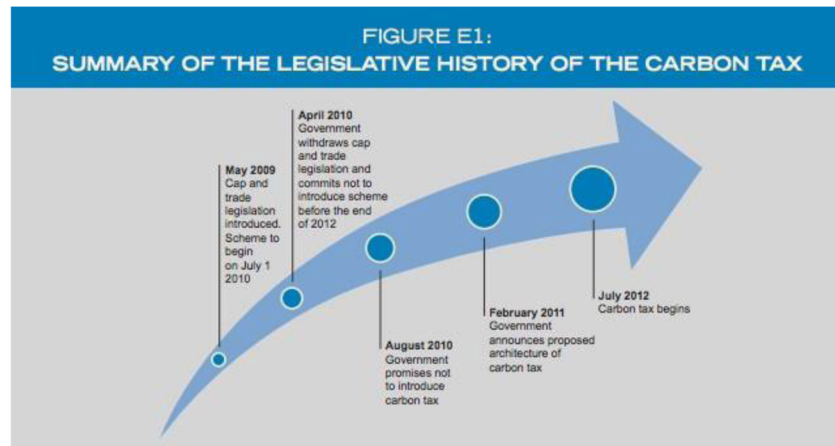 FIGURE E1:
SUMMARY OF THE LEGISLATIVE HISTORY OF THE CARBON TAX
May 2009
Cap and
trade
legislation
introduced.
Scheme to
begin
on July 1
2010
April 2010
Government
withdraws cap
and trade
legislation and
commits not to
introduce scheme
before the end
of 2012
August 2010
Government
promises not
to introduce
carbon tax
February 2011
Government
announces proposed
architecture of
carbon tax
July 2012
Carbon tax begins